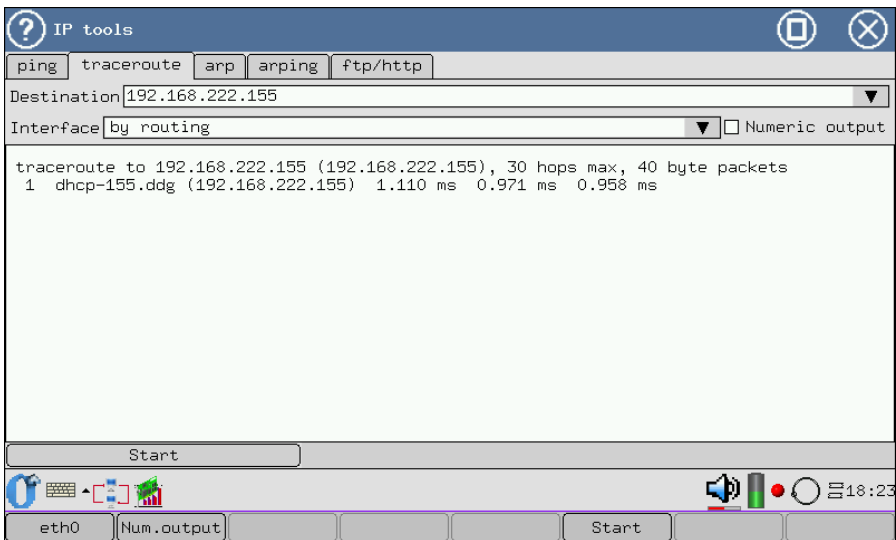 ? IP tools
ping traceroute arp arping ftp/http
Destination 192.168.222.155
Interface by routing Numeric output
traceroute to 192.168.222.155 (192.168.222.155), 30 hops max, 40 byte packets
1 dhcp-155.ddg (192.168.222.155) 1.110 ms 0.971 ms 0.958 ms
Start
18:23
eth0 Num.output Start